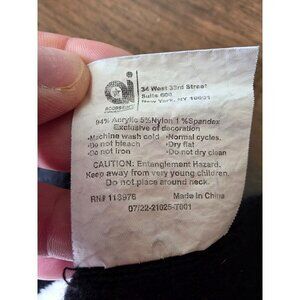 ai
accessory
34 West 33rd Street
Suite 600
New York, NY 10001
94% Acrylic 5% Nylon 1% Spandex
Exclusive of decoration
•Machine wash cold •Normal cycles.
•Do not bleach •Dry flat
•Do not Iron •Do not dry clean
CAUTION: Entanglement Hazard.
Keep away from very young children.
Do not place around neck.
RN# 113976 Made in China
07/22-21025-T001